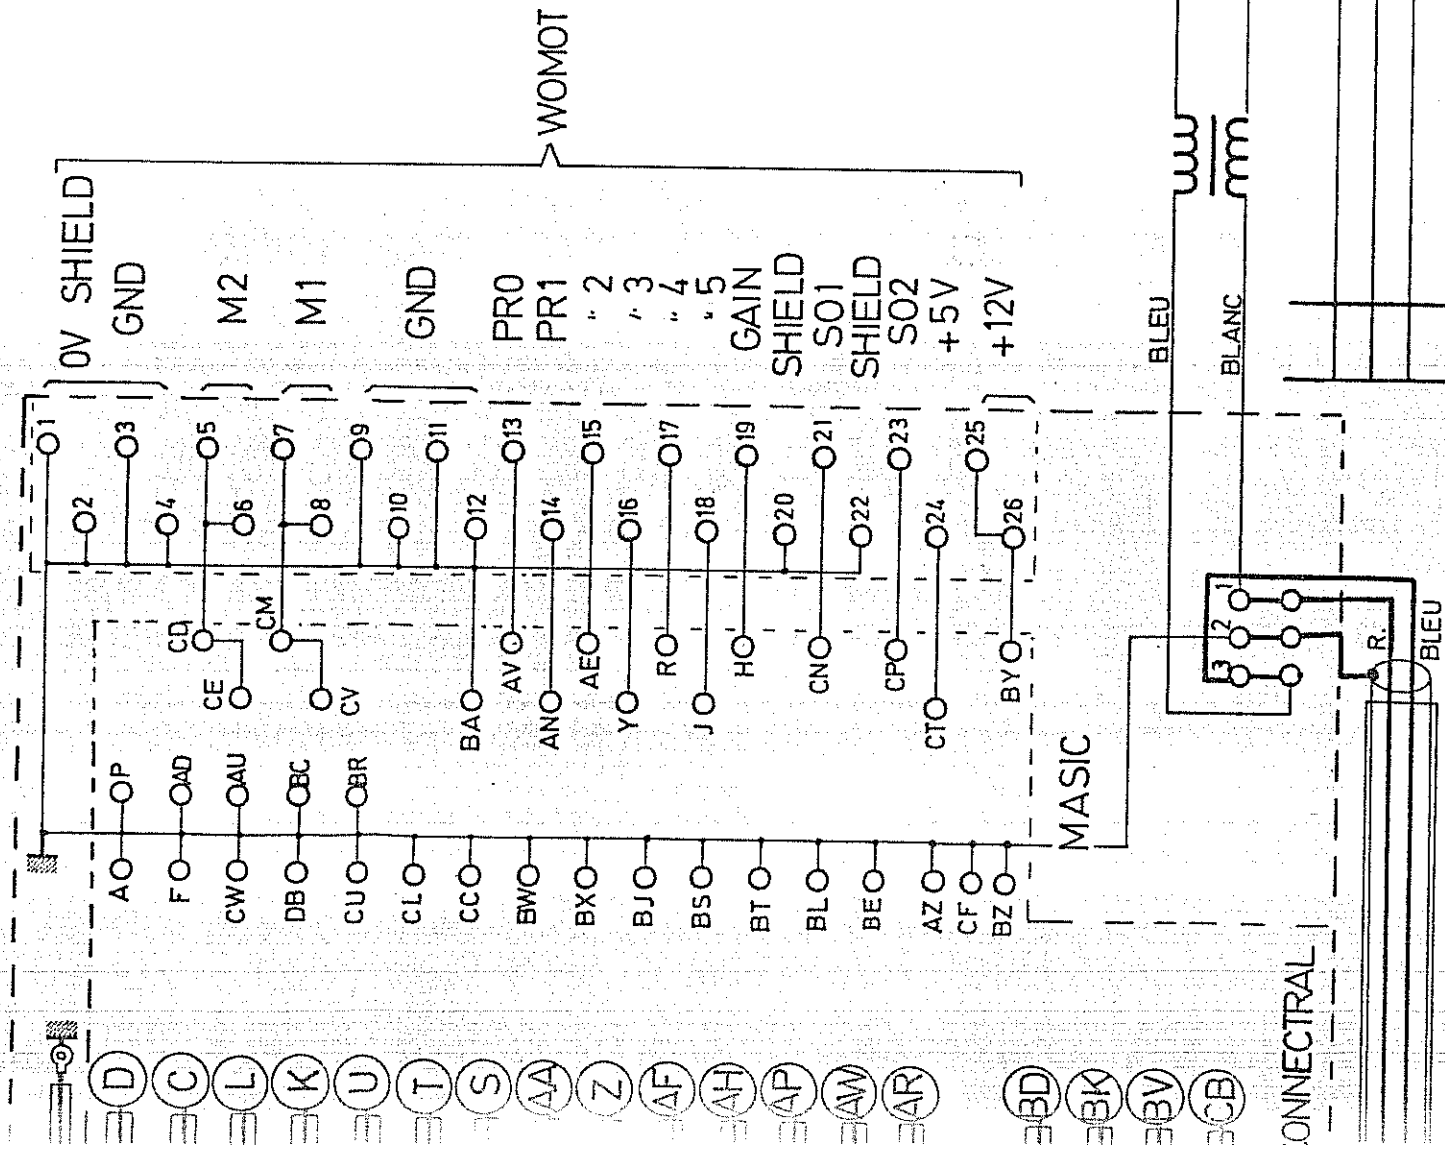 WOMOT
0V SHIELD
GND
M2
M1
GND
PR0
PR1
" 2
" 3
" 4
" 5
GAIN
SHIELD
SO1
SHIELD
SO2
+5V
+12V
BLEU
BLANC
1
3
5
7
9
11
13
15
17
19
21
23
25
2
4
6
8
10
12
14
16
18
20
22
24
26
CD
CM
AV
AE
R
H
CN
CP
BY
CE
CV
BA
AN
Y
J
CT
1
2
3
R.
BLEU
P
AD
AU
BC
BR
MASIC
A
F
CW
DB
CU
CL
CC
BW
BX
BJ
BS
BT
BL
BE
AZ
CF
BZ
D
C
L
K
U
T
S
AA
Z
AF
AH
AP
AW
AR
BD
BK
BV
CB
CONNECTRAL